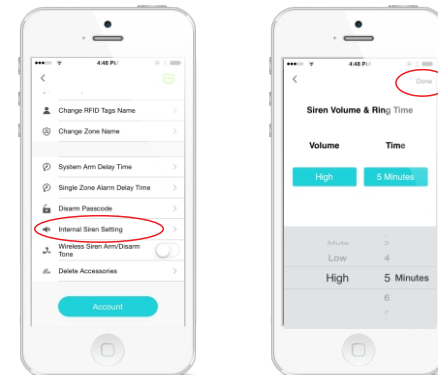 4:48 PM
Change RFID Tags Name
Change Zone Name
System Arm Delay Time
Single Zone Alarm Delay Time
Disarm Passcode
Internal Siren Setting
Wireless Siren Arm/Disarm
Tone
Delete Accessories
Account
4:48 PM
Done
Siren Volume & Ring Time
Volume Time
High 5 Minutes
Mute 3
Low 4
High 5 Minutes
6
7